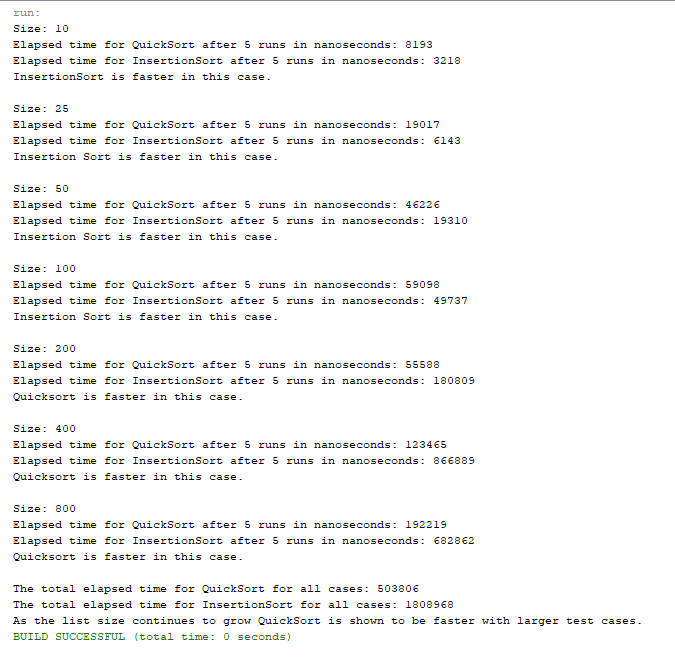 run:
Size: 10
Elapsed time for QuickSort after 5 runs in nanoseconds: 8193
Elapsed time for InsertionSort after 5 runs in nanoseconds: 3218
InsertionSort is faster in this case.
Size: 25
Elapsed time for QuickSort after 5 runs in nanoseconds: 19017
Elapsed time for InsertionSort after 5 runs in nanoseconds: 6143
Insertion Sort is faster in this case.
Size: 50
Elapsed time for QuickSort after 5 runs in nanoseconds: 46226
Elapsed time for InsertionSort after 5 runs in nanoseconds: 19310
Insertion Sort is faster in this case.
Size: 100
Elapsed time for QuickSort after 5 runs in nanoseconds: 59098
Elapsed time for InsertionSort after 5 runs in nanoseconds: 49737
Insertion Sort is faster in this case.
Size: 200
Elapsed time for QuickSort after 5 runs in nanoseconds: 55588
Elapsed time for InsertionSort after 5 runs in nanoseconds: 180809
Quicksort is faster in this case.
Size: 400
Elapsed time for QuickSort after 5 runs in nanoseconds: 123465
Elapsed time for InsertionSort after 5 runs in nanoseconds: 866889
Quicksort is faster in this case.
Size: 800
Elapsed time for QuickSort after 5 runs in nanoseconds: 192219
Elapsed time for InsertionSort after 5 runs in nanoseconds: 682862
Quicksort is faster in this case.
The total elapsed time for QuickSort for all cases: 503806
The total elapsed time for InsertionSort for all cases: 1808968
As the list size continues to grow QuickSort is shown to be faster with larger test cases.
BUILD SUCCESSFUL (total time: 0 seconds)